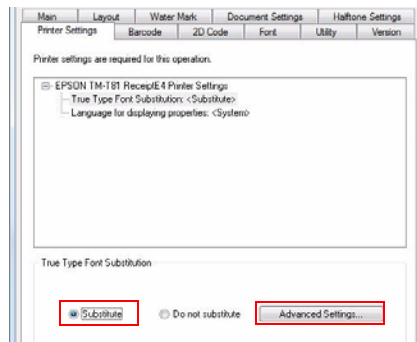 Main Layout Water Mark Document Settings Halftone Settings
Printer Settings Barcode 2D Code Font Utility Version
Printer settings are required for this operation.
EPSON TM-T81 ReceiptE4 Printer Settings
True Type Font Substitution: <Substitute>
Language for displaying properties: <System>
True Type Font Substitution
Substitute Do not substitute Advanced Settings...